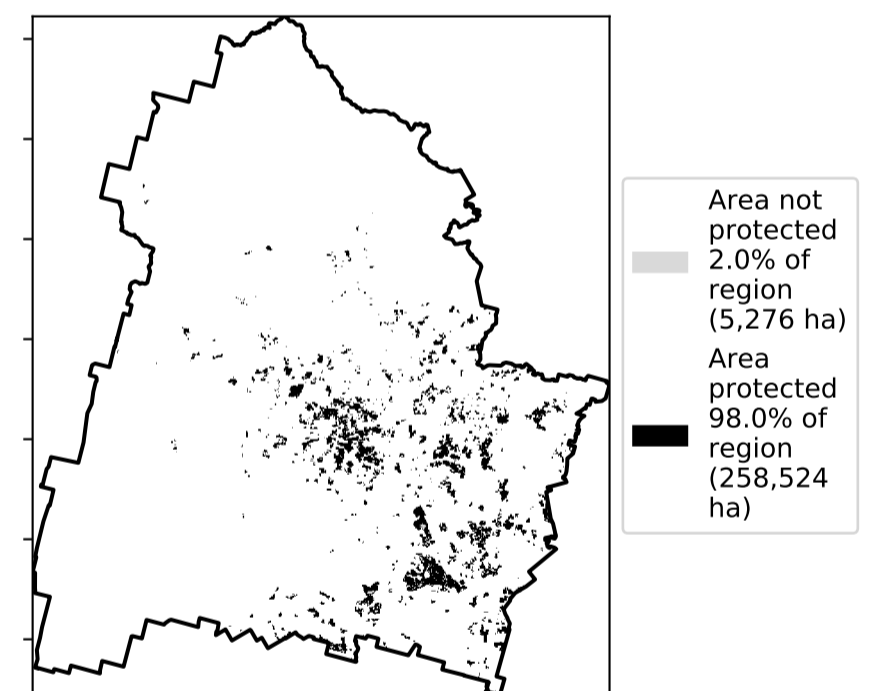 Area not
protected
2.0% of
region
(5,276 ha)
Area
protected
98.0% of
region
(258,524
ha)